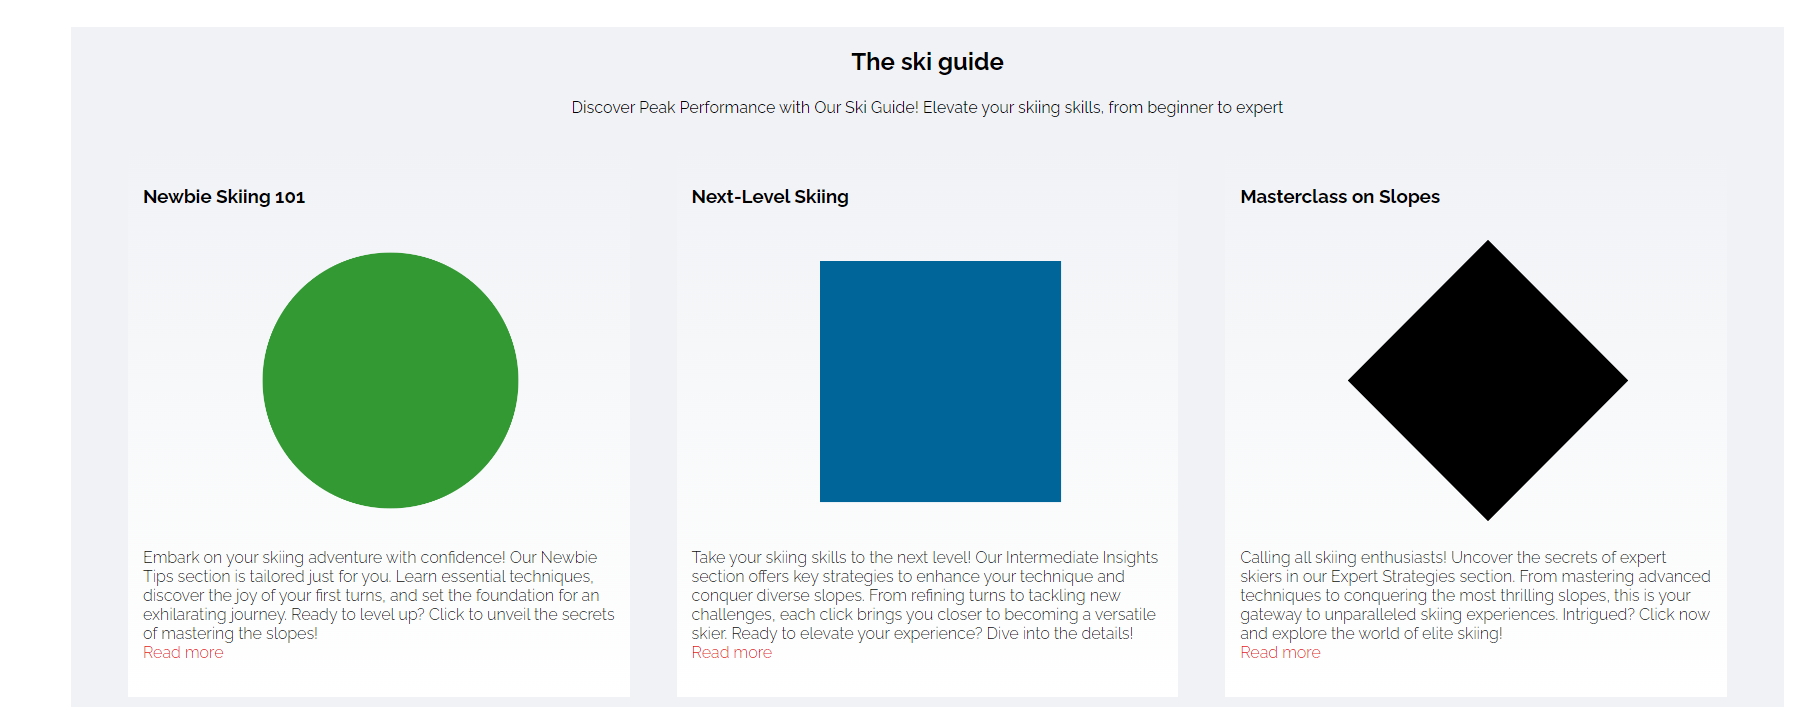 The ski guide
Discover Peak Performance with Our Ski Guide! Elevate your skiing skills, from beginner to expert
Newbie Skiing 101
Embark on your skiing adventure with confidence! Our Newbie
Tips section is tailored just for you. Learn essential techniques,
discover the joy of your first turns, and set the foundation for an
exhilarating journey. Ready to level up? Click to unveil the secrets
of mastering the slopes!
Read more
Next-Level Skiing
Take your skiing skills to the next level! Our Intermediate Insights
section offers key strategies to enhance your technique and
conquer diverse slopes. From refining turns to tackling new
challenges, each click brings you closer to becoming a versatile
skier. Ready to elevate your experience? Dive into the details!
Read more
Masterclass on Slopes
Calling all skiing enthusiasts! Uncover the secrets of expert
skiers in our Expert Strategies section. From mastering advanced
techniques to conquering the most thrilling slopes, this is your
gateway to unparalleled skiing experiences. Intrigued? Click now
and explore the world of elite skiing!
Read more